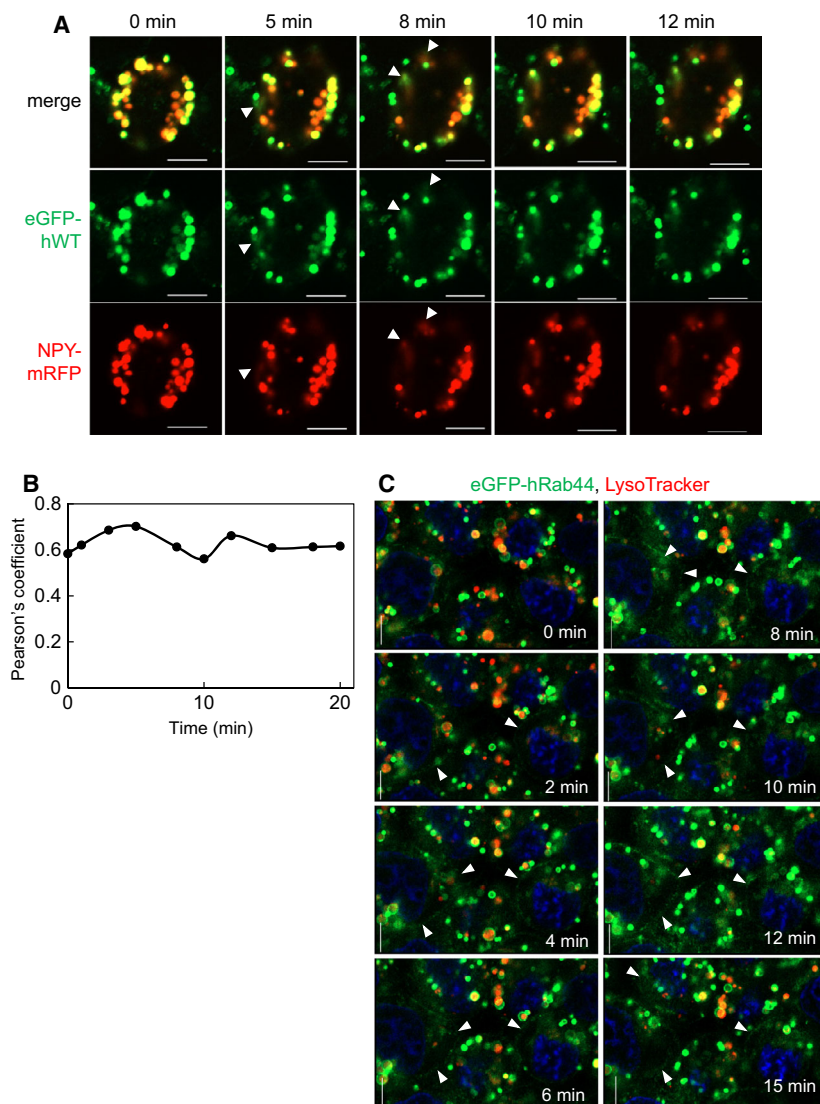 A
0 min 5 min 8 min 10 min 12 min
merge
eGFP-
hWT
NPY-
mRFP
B
0.8
0.6
0.4
0.2
0
Pearson's coefficient
0 10 20
Time (min)
C
eGFP-hRab44, LysoTracker
0 min 8 min
2 min 10 min
4 min 12 min
6 min 15 min